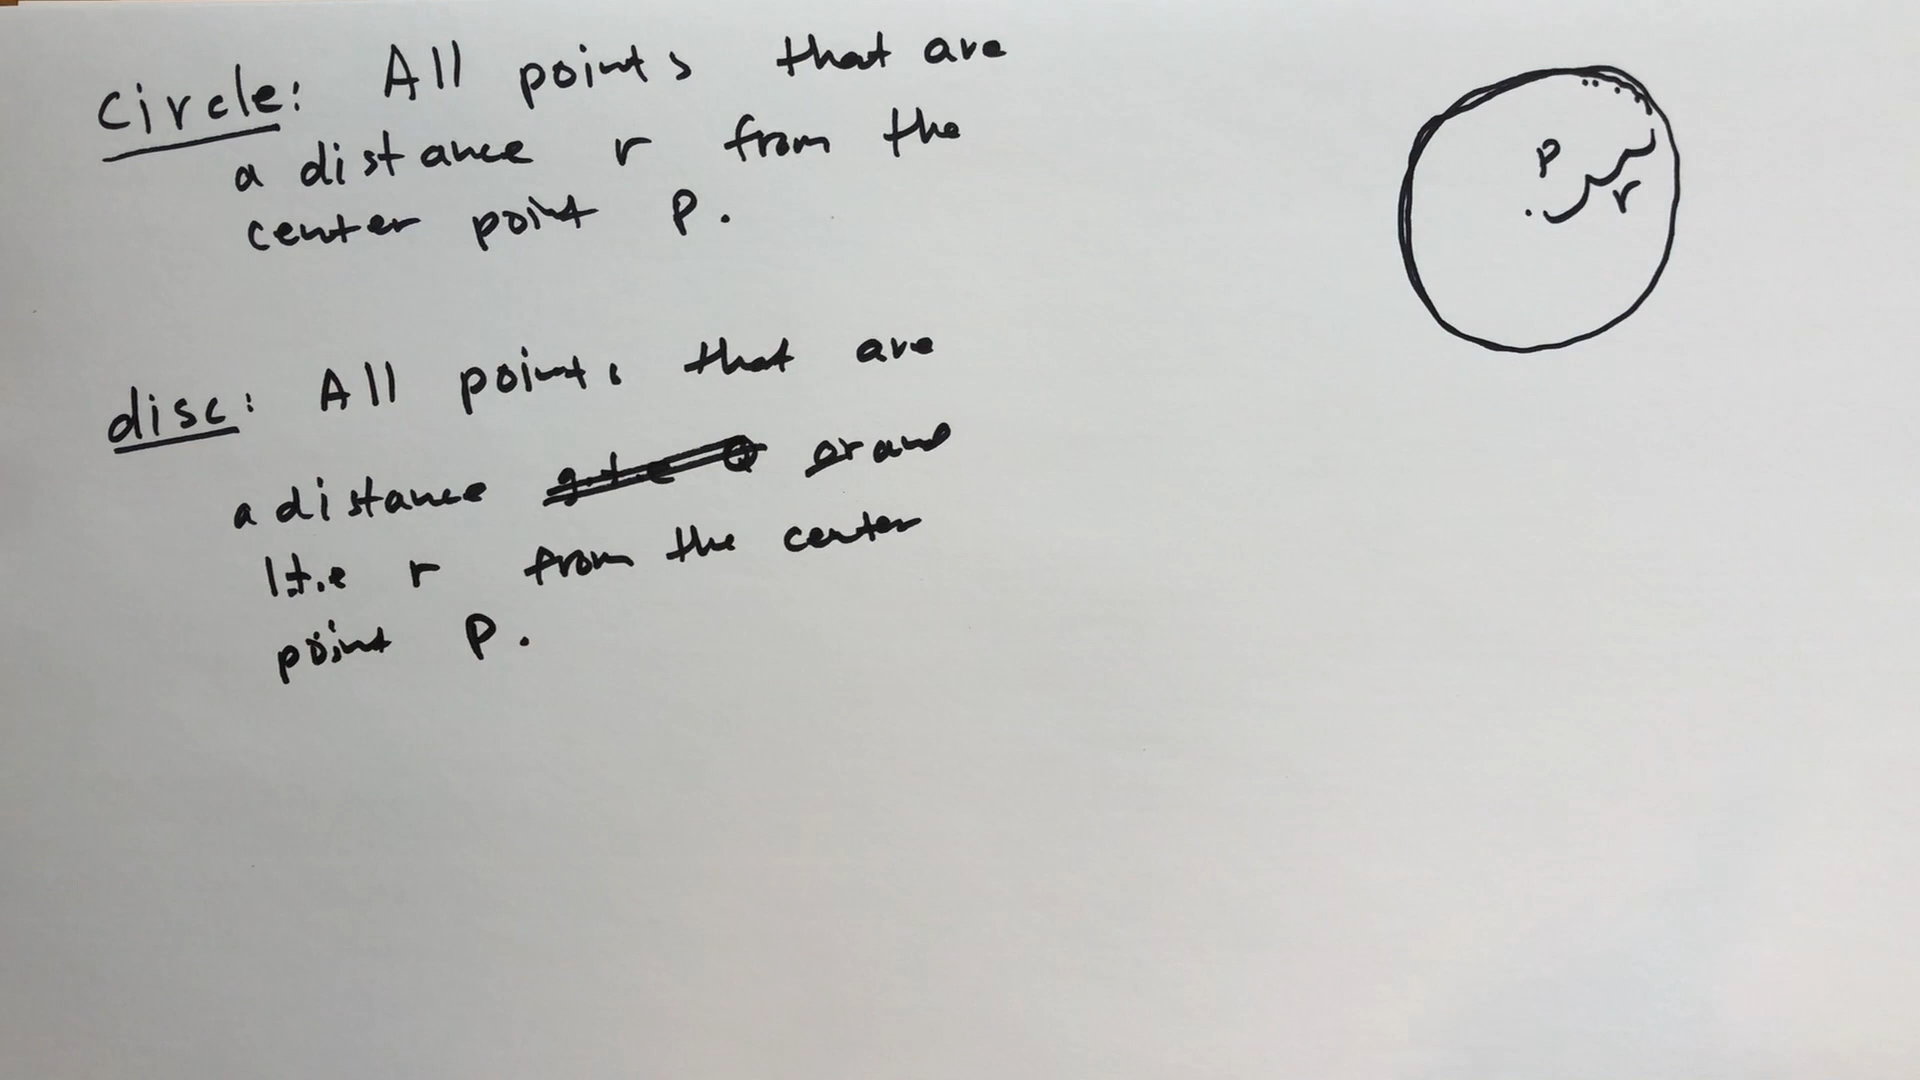 Circle: All points that are
a distance r from the
center point P.
P
r
disc: All points that are
a distance g.t.e 0 or and
l.t.e r from the center
point P.